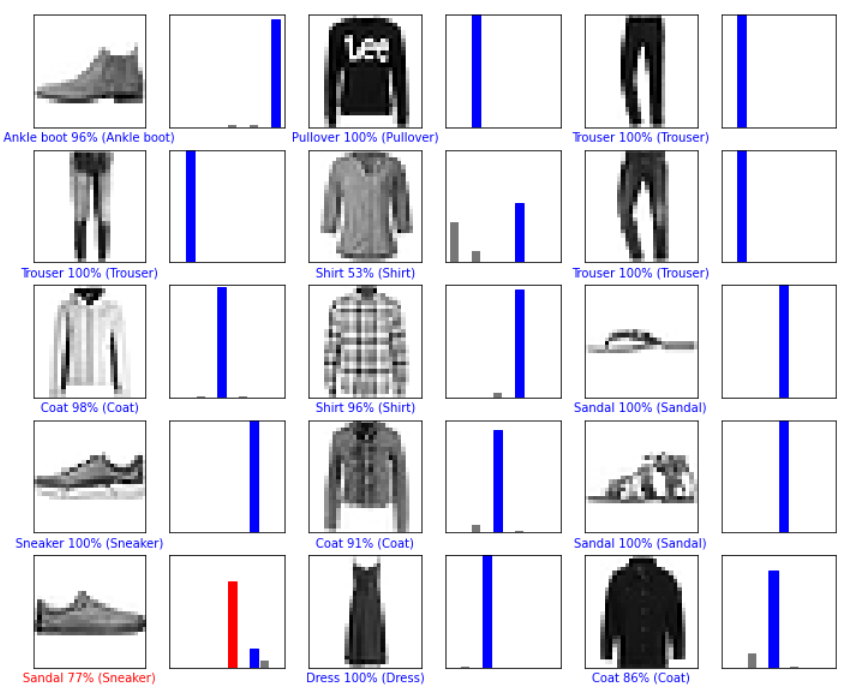 Lee
Ankle boot 96% (Ankle boot)
Pullover 100% (Pullover)
Trouser 100% (Trouser)
Trouser 100% (Trouser)
Shirt 53% (Shirt)
Trouser 100% (Trouser)
Coat 98% (Coat)
Shirt 96% (Shirt)
Sandal 100% (Sandal)
Sneaker 100% (Sneaker)
Coat 91% (Coat)
Sandal 100% (Sandal)
Sandal 77% (Sneaker)
Dress 100% (Dress)
Coat 86% (Coat)